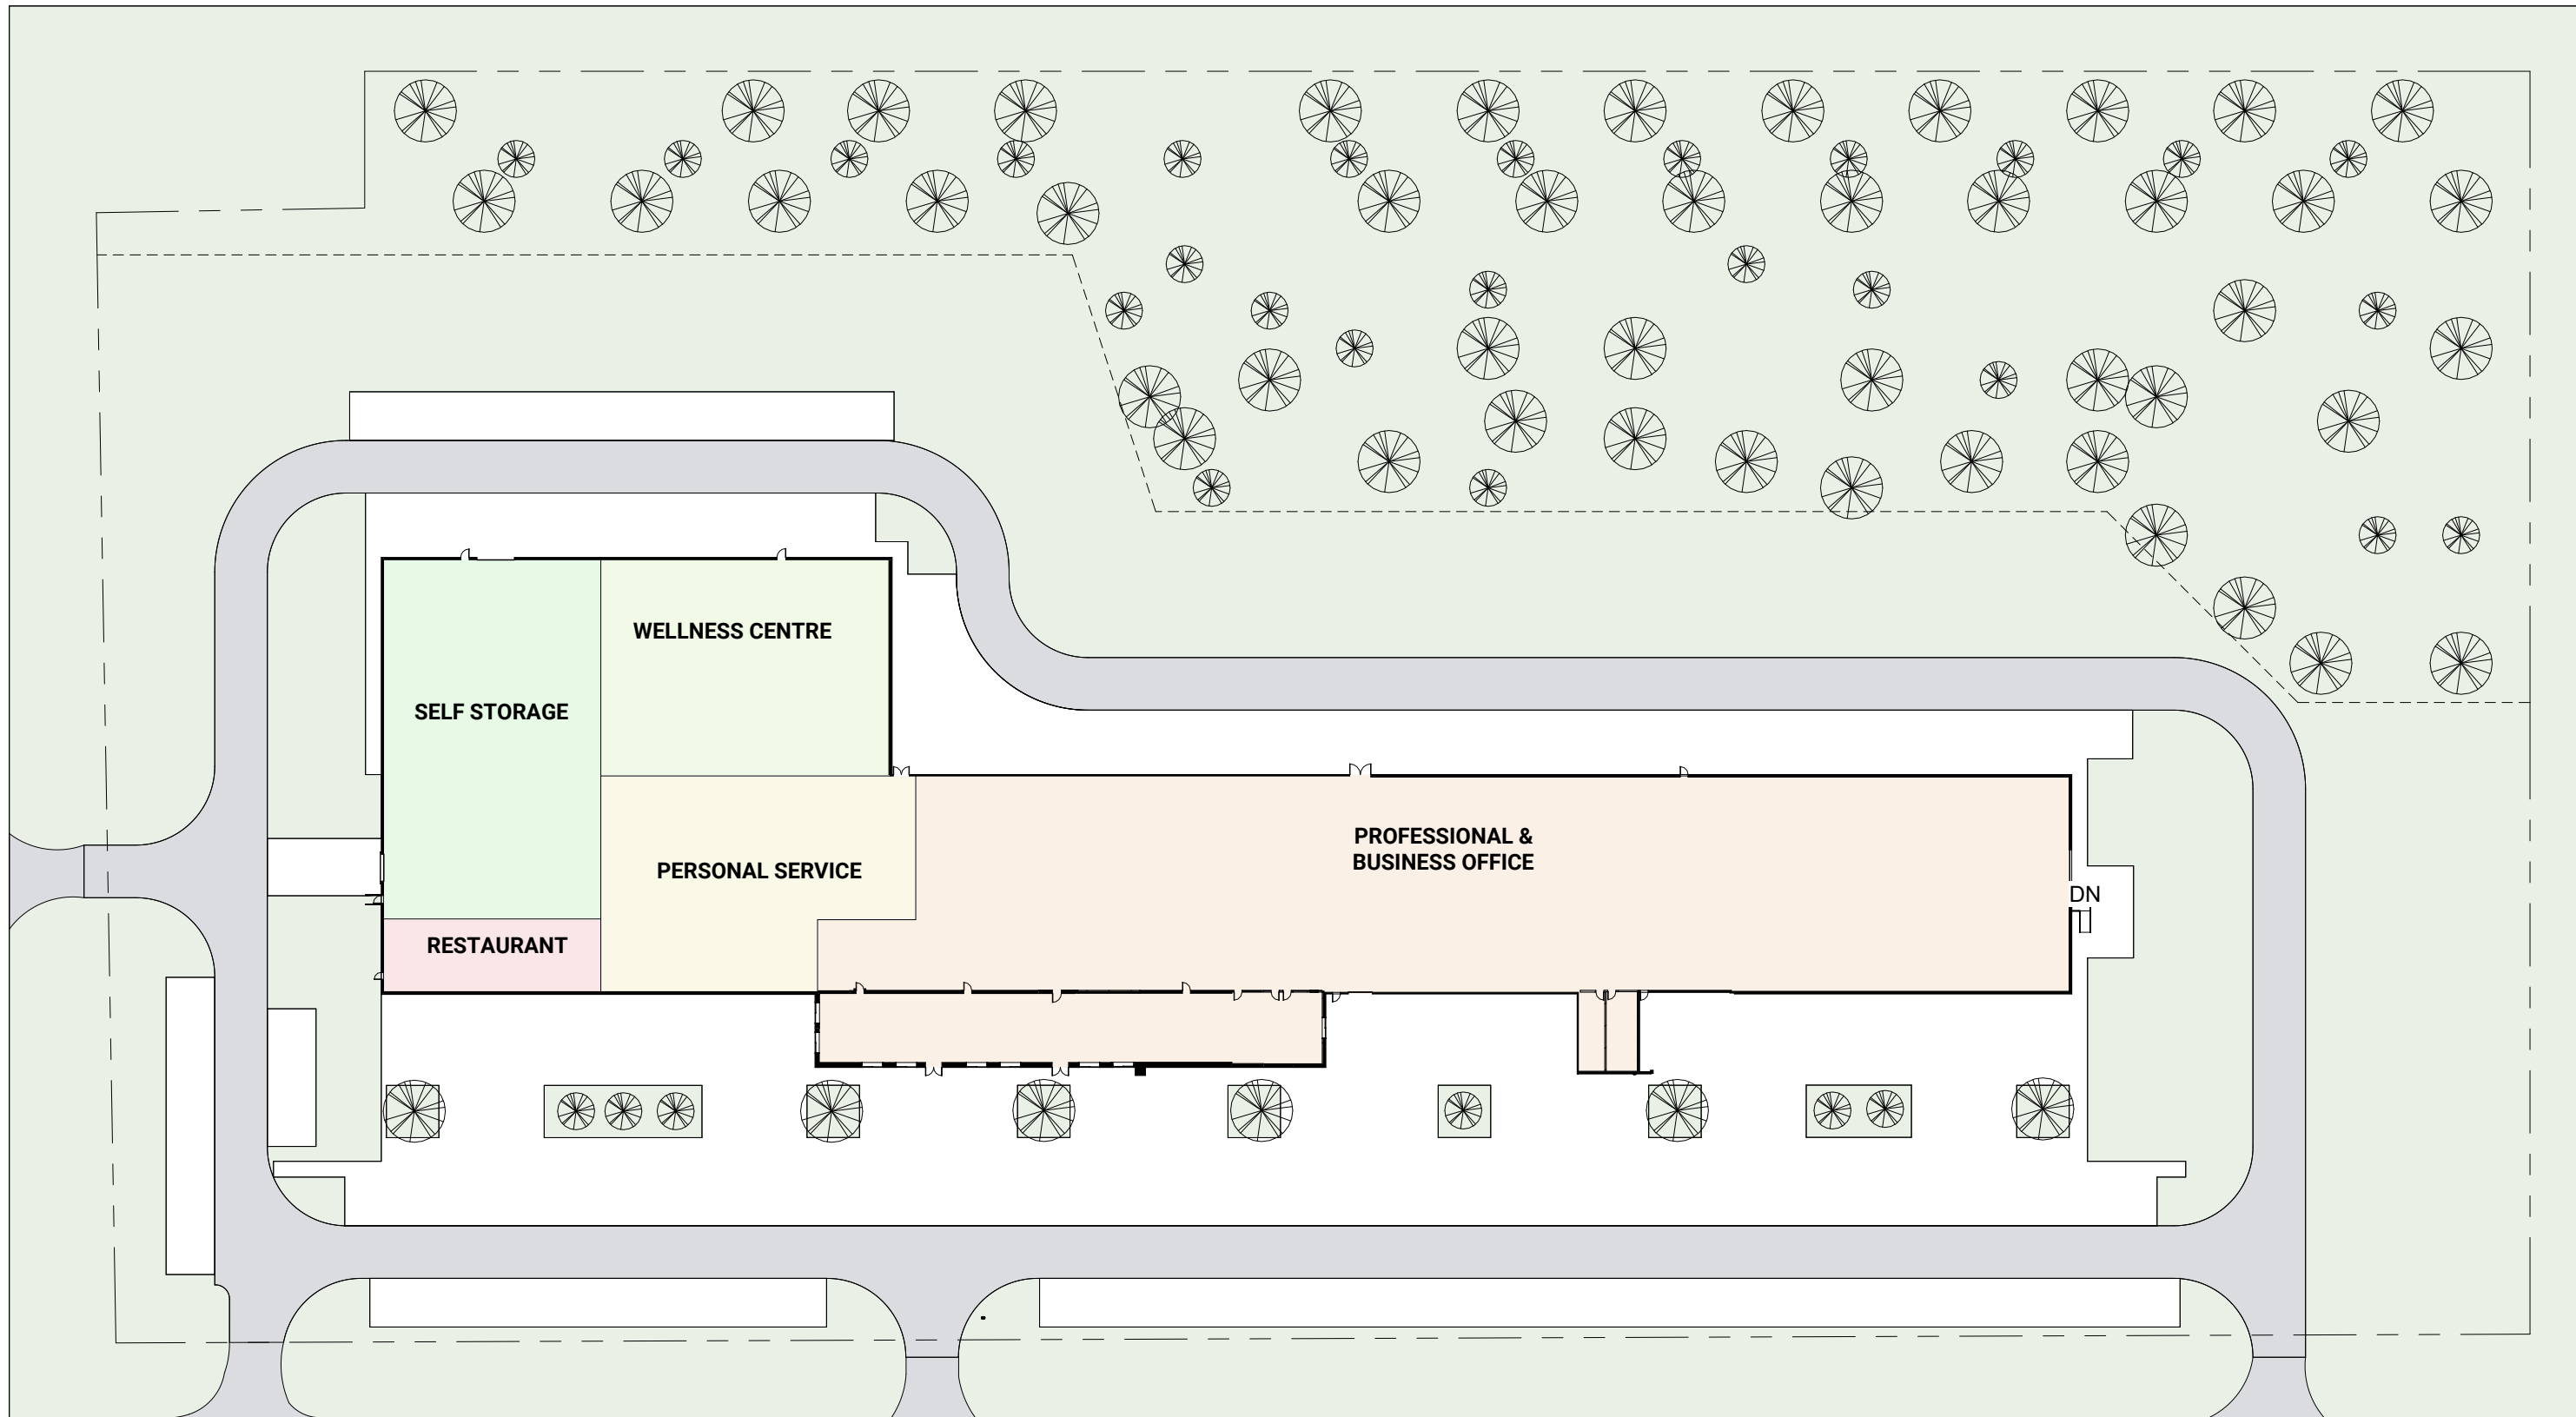 WELLNESS CENTRE
SELF STORAGE
PROFESSIONAL &
BUSINESS OFFICE
PERSONAL SERVICE
DN
RESTAURANT